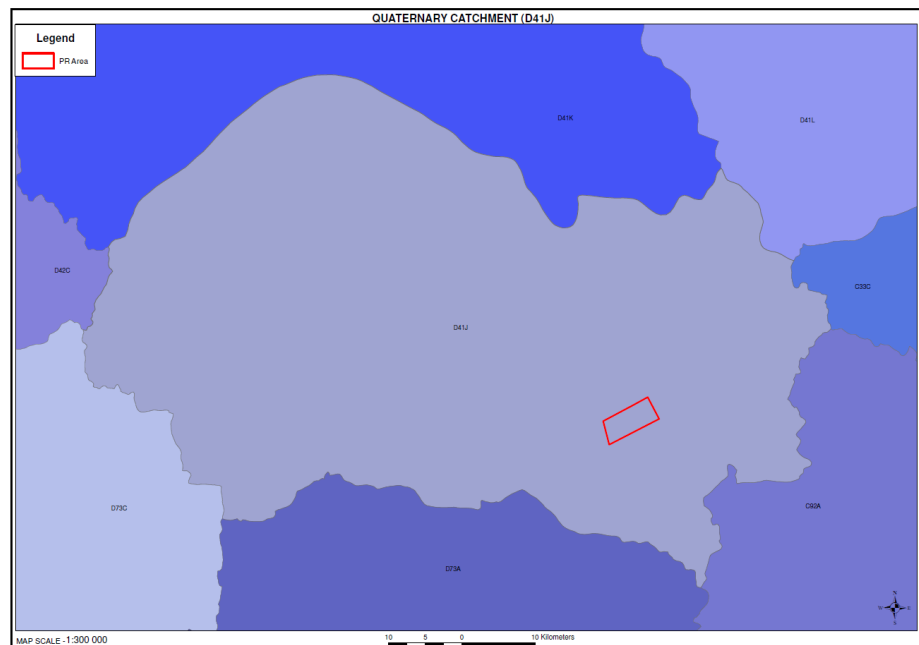 QUATERNARY CATCHMENT (D41J)
Legend
PR Area
D41K
D41L
D42C
C33C
D41J
D73C
C92A
D73A
N
W E
S
MAP SCALE -1:300 000
10 5 0 10 Kilometers